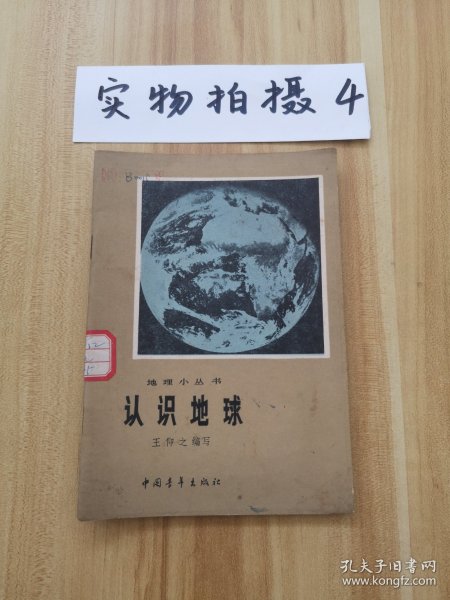 实物拍摄 4
地理小丛书
认识地球
王仰之编写
中国青年出版社
孔夫子旧书网
www.kongfz.com